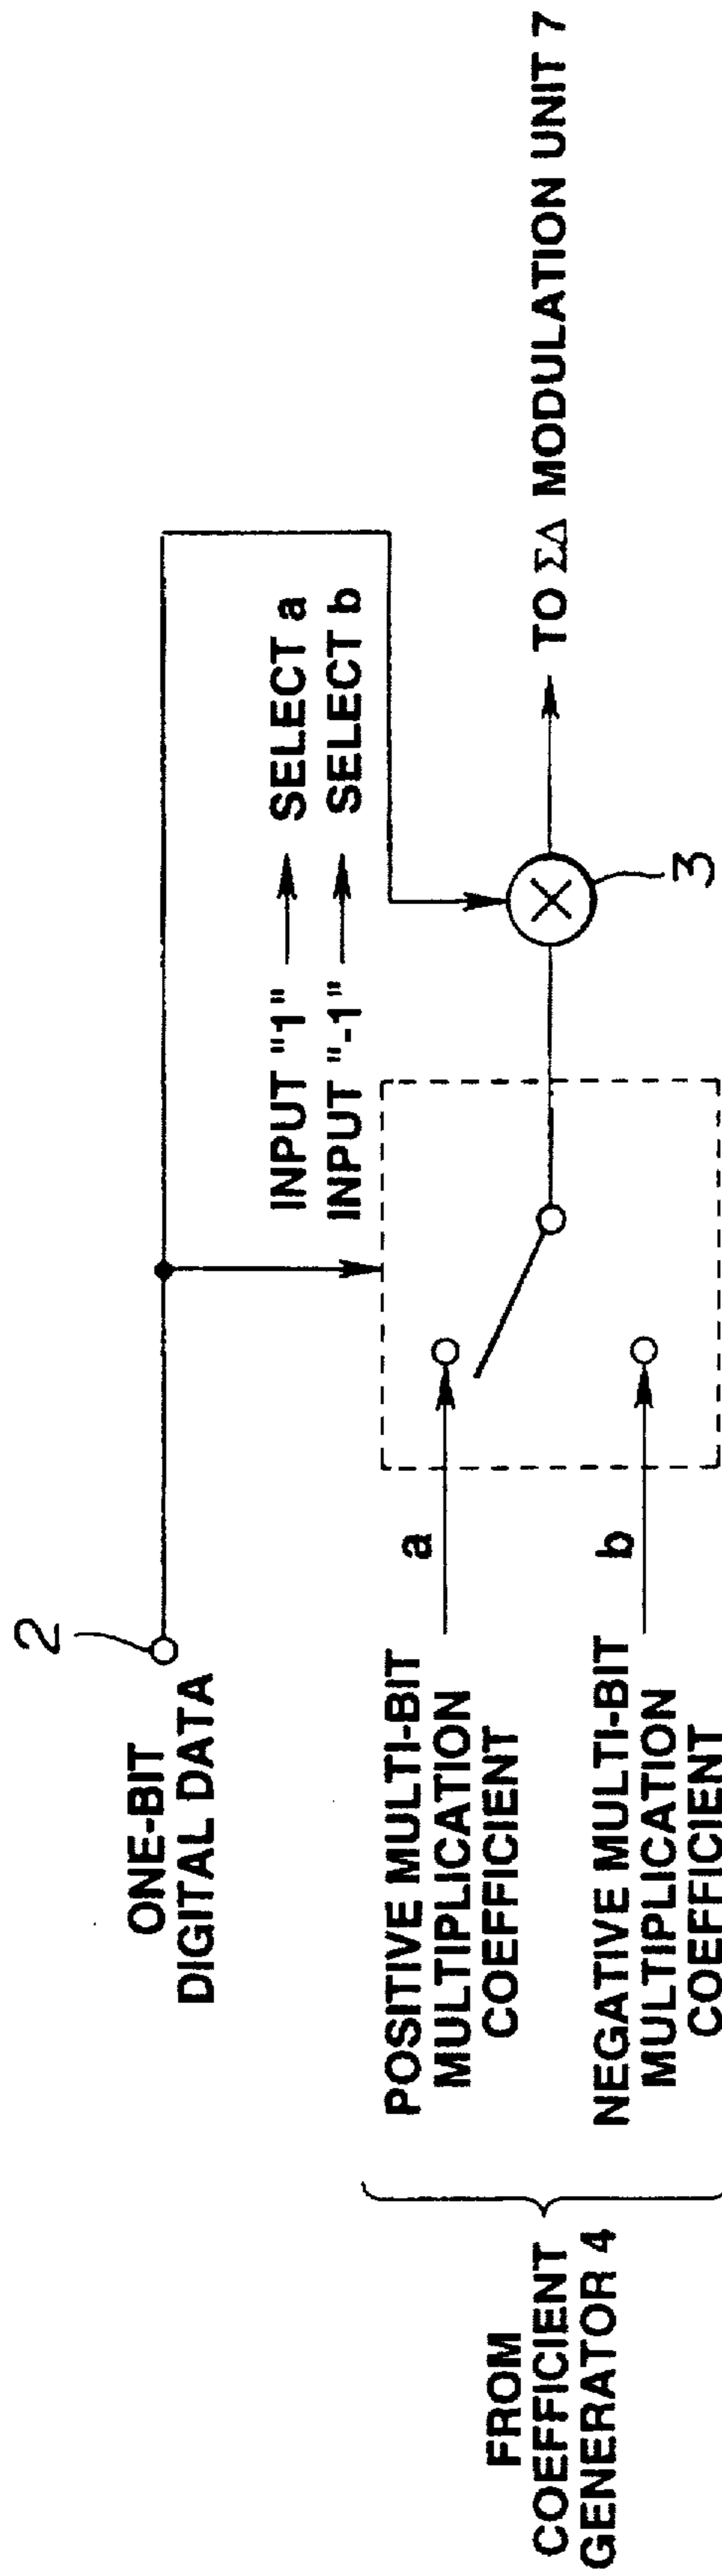 2
ONE-BIT
DIGITAL DATA
INPUT "1" → SELECT a
INPUT "-1" → SELECT b
FROM
COEFFICIENT
GENERATOR 4
POSITIVE MULTI-BIT
MULTIPLICATION
COEFFICIENT
a
NEGATIVE MULTI-BIT
MULTIPLICATION
COEFFICIENT
b
3
TO ΣΔ MODULATION UNIT 7